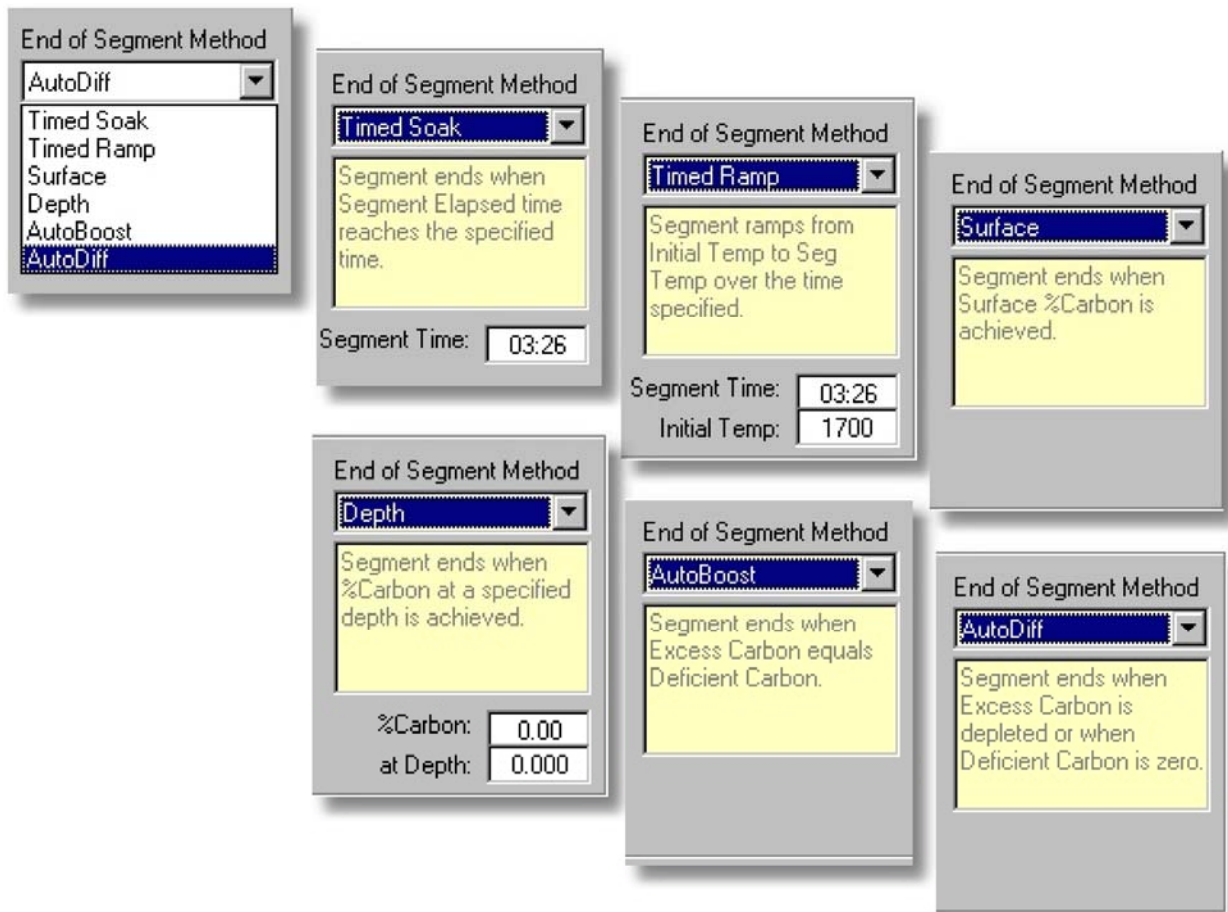 End of Segment Method
AutoDiff
Timed Soak
Timed Ramp
Surface
Depth
AutoBoost
AutoDiff
End of Segment Method
Timed Soak
Segment ends when
Segment Elapsed time
reaches the specified
time.
Segment Time: 03:26
End of Segment Method
Timed Ramp
Segment ramps from
Initial Temp to Seg
Temp over the time
specified.
Segment Time: 03:26
Initial Temp: 1700
End of Segment Method
Surface
Segment ends when
Surface %Carbon is
achieved.
End of Segment Method
Depth
Segment ends when
%Carbon at a specified
depth is achieved.
%Carbon: 0.00
at Depth: 0.000
End of Segment Method
AutoBoost
Segment ends when
Excess Carbon equals
Deficient Carbon.
End of Segment Method
AutoDiff
Segment ends when
Excess Carbon is
depleted or when
Deficient Carbon is zero.